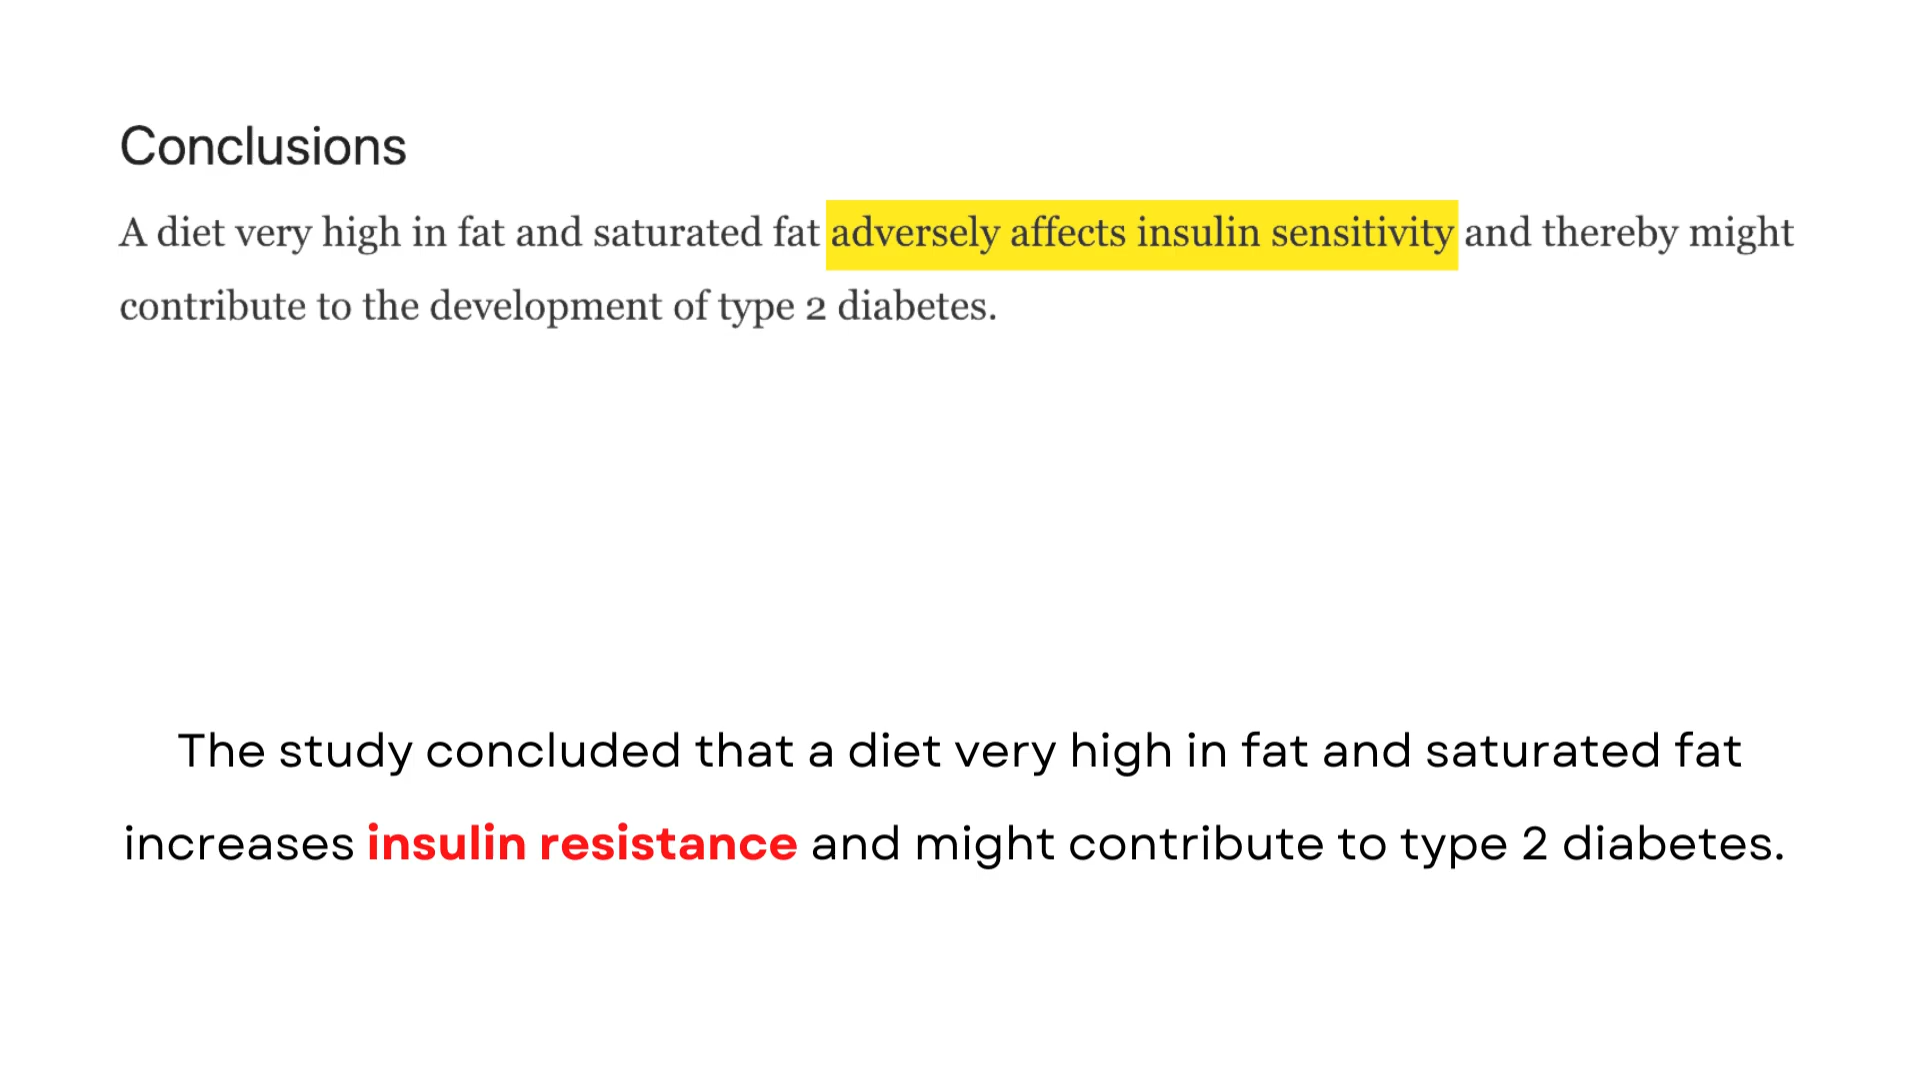 Conclusions
A diet very high in fat and saturated fat adversely affects insulin sensitivity and thereby might
contribute to the development of type 2 diabetes.
The study concluded that a diet very high in fat and saturated fat
increases insulin resistance and might contribute to type 2 diabetes.